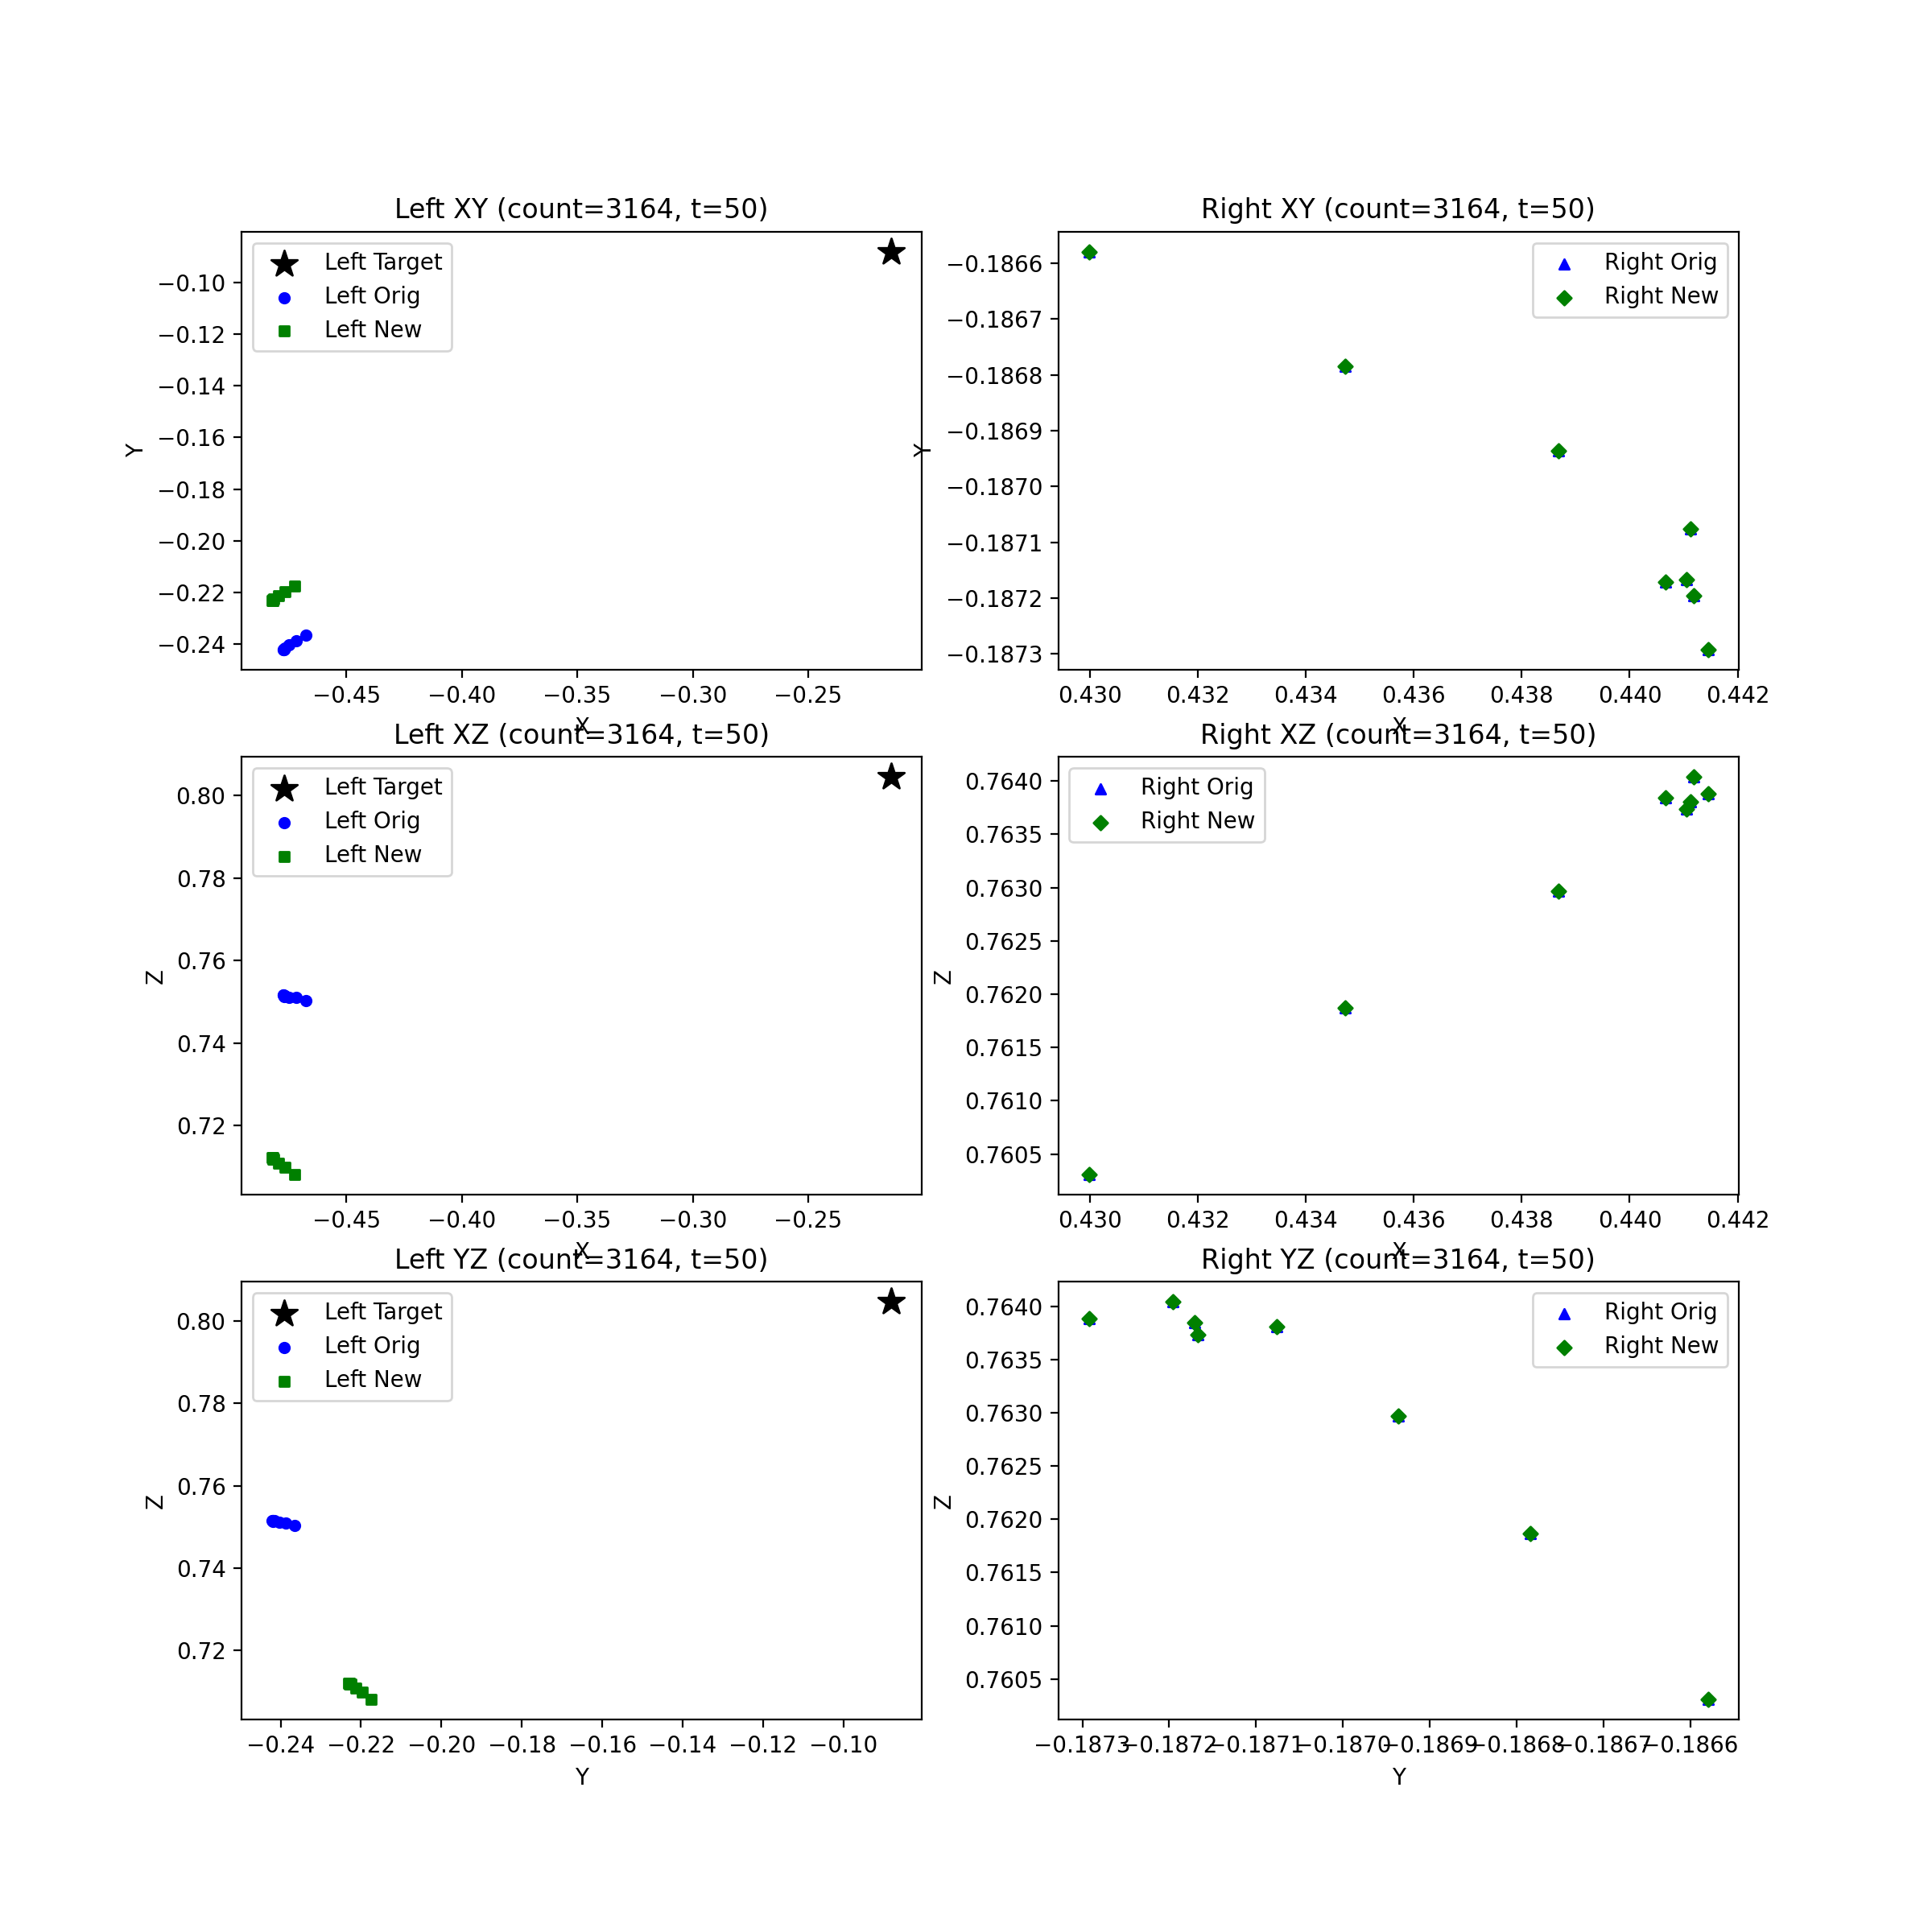 Left XY (count=3164, t=50)
Left Target
Left Orig
Left New
−0.10
−0.12
−0.14
−0.16
−0.18
−0.20
−0.22
−0.24
Y
−0.45 −0.40 −0.35 −0.30 −0.25
X
Right XY (count=3164, t=50)
Right Orig
Right New
−0.1866
−0.1867
−0.1868
−0.1869
−0.1870
−0.1871
−0.1872
−0.1873
Y
0.430 0.432 0.434 0.436 0.438 0.440 0.442
X
Left XZ (count=3164, t=50)
Left Target
Left Orig
Left New
0.80
0.78
0.76
0.74
0.72
Z
−0.45 −0.40 −0.35 −0.30 −0.25
X
Right XZ (count=3164, t=50)
Right Orig
Right New
0.7640
0.7635
0.7630
0.7625
0.7620
0.7615
0.7610
0.7605
Z
0.430 0.432 0.434 0.436 0.438 0.440 0.442
X
Left YZ (count=3164, t=50)
Left Target
Left Orig
Left New
0.80
0.78
0.76
0.74
0.72
Z
−0.24 −0.22 −0.20 −0.18 −0.16 −0.14 −0.12 −0.10
Y
Right YZ (count=3164, t=50)
Right Orig
Right New
0.7640
0.7635
0.7630
0.7625
0.7620
0.7615
0.7610
0.7605
Z
−0.1873 −0.1872 −0.1871 −0.1870 −0.1869 −0.1868 −0.1867 −0.1866
Y